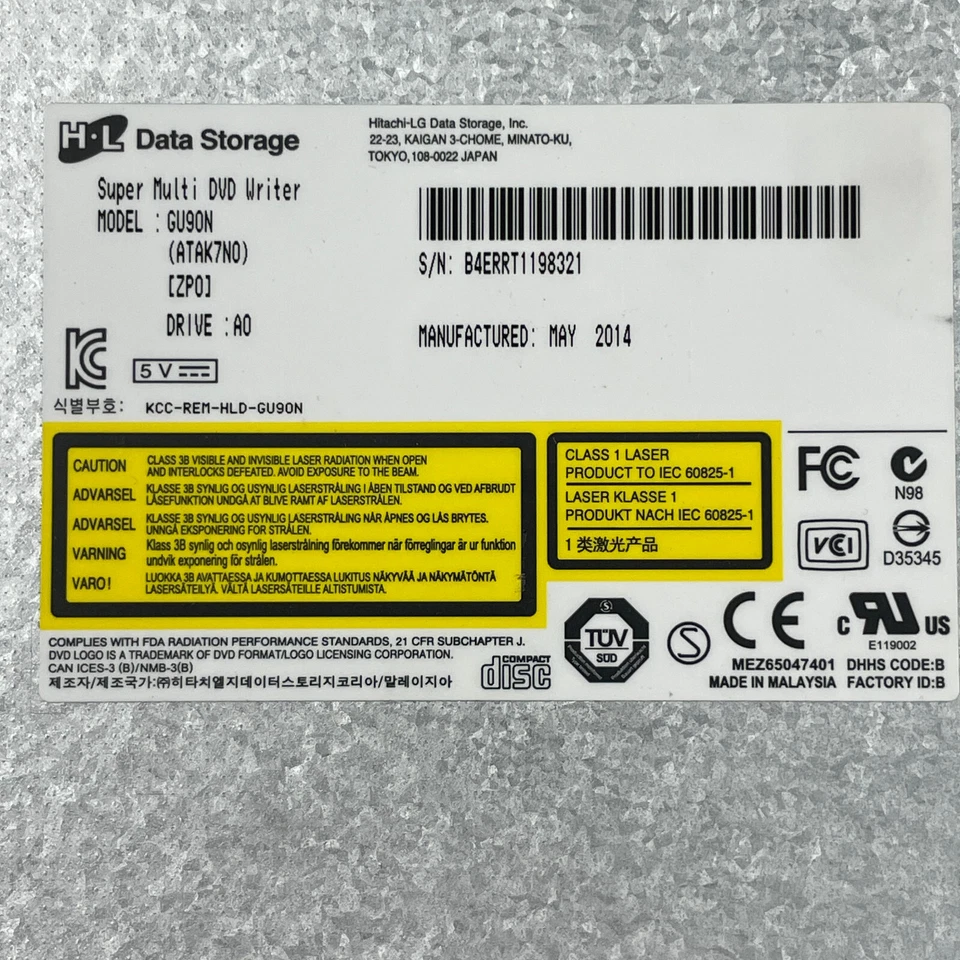 H·L Data Storage
Hitachi-LG Data Storage, Inc.
22-23, KAIGAN 3-CHOME, MINATO-KU,
TOKYO, 108-0022 JAPAN
Super Multi DVD Writer
MODEL : GU90N
(ATAK7N0)
[ZP0]
DRIVE :A0
S/N: B4ERRT1198321
MANUFACTURED: MAY 2014
5 V
식별부호: KCC-REM-HLD-GU90N
CAUTION CLASS 3B VISIBLE AND INVISIBLE LASER RADIATION WHEN OPEN
AND INTERLOCKS DEFEATED. AVOID EXPOSURE TO THE BEAM.
ADVARSEL KLASSE 3B SYNLIG OG USYNLIG LASERSTRÅLING I ÅBEN TILSTAND OG VED AFBRUDT
LÅSEFUNKTION UNDGÅ AT BLIVE RAMT AF LASERSTRÅLEN.
ADVARSEL KLASSE 3B SYNLIG OG USYNLIG LASERSTRÅLING NÅR ÅPNES OG LÅS BRYTES.
UNNGÅ EKSPONERING FOR STRÅLEN.
VARNING Klass 3B synlig och osynlig laserstrålning förekommer när förreglingar är ur funktion
undvik exponering för strålen.
VARO! LUOKKA 3B AVATTAESSA JA KUMOTTAESSA LUKITUS NÄKYVÄÄ JA NÄKYMÄTÖNTÄ
LASERSÄTEILYÄ. VÄLTÄ LASERSÄTEILLE ALTISTUMISTA.
CLASS 1 LASER
PRODUCT TO IEC 60825-1
LASER KLASSE 1
PRODUKT NACH IEC 60825-1
1 类激光产品
FC
N98
VCI
D35345
COMPLIES WITH FDA RADIATION PERFORMANCE STANDARDS, 21 CFR SUBCHAPTER J.
DVD LOGO IS A TRADEMARK OF DVD FORMAT/LOGO LICENSING CORPORATION.
CAN ICES-3 (B)/NMB-3(B)
제조자/제조국가:㈜히타치엘지데이터스토리지코리아/말레이지아
COMPACT
disc
TÜV
SÜD
S
CE
c RU US
E119002
MEZ65047401 DHHS CODE:B
MADE IN MALAYSIA FACTORY ID:B